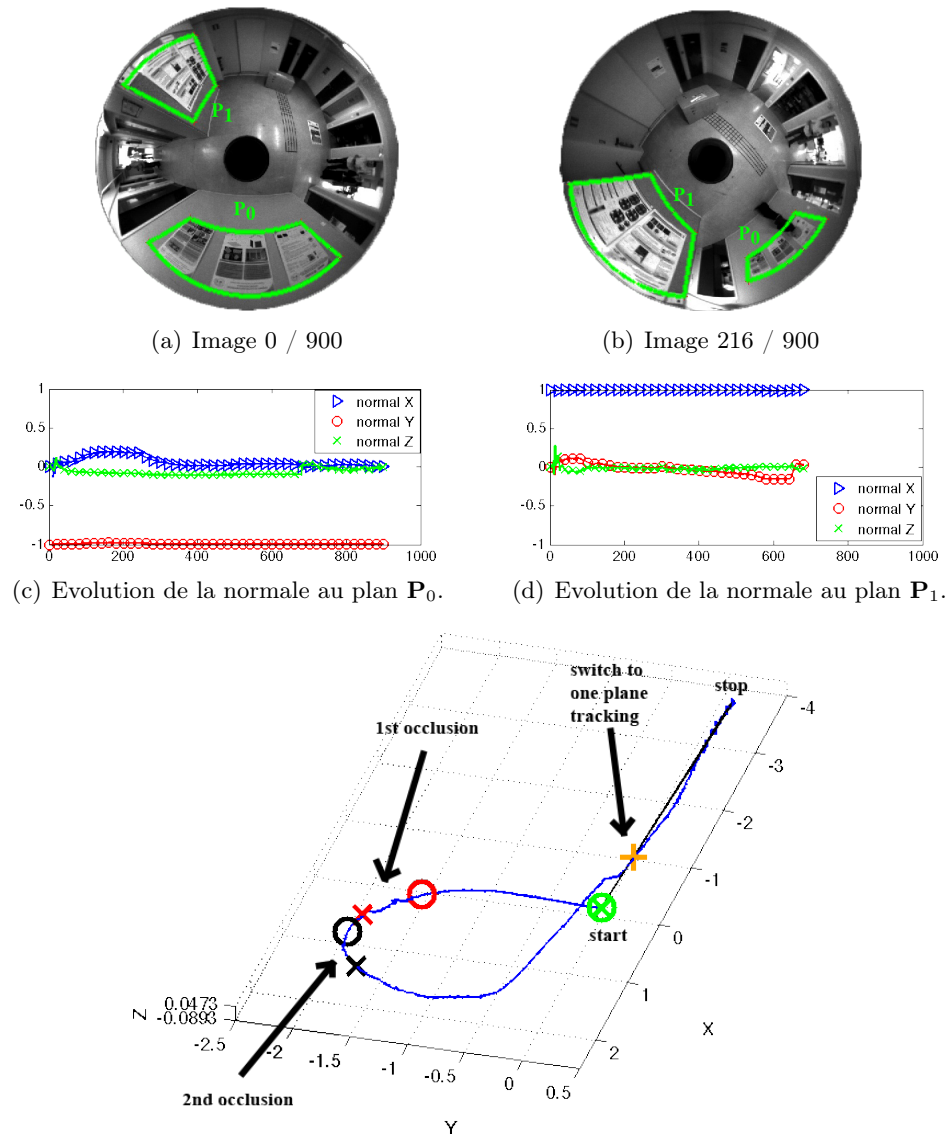 P1
P0
P1
P0
(a) Image 0 / 900
(b) Image 216 / 900
1
0.5
0
-0.5
-1
0 200 400 600 800 1000
normal X
normal Y
normal Z
1
0.5
0
-0.5
-1
0 200 400 600 800 1000
normal X
normal Y
normal Z
(c) Evolution de la normale au plan P0.
(d) Evolution de la normale au plan P1.
switch to
one plane
tracking
stop
1st occlusion
start
2nd occlusion
-4
-3
-2
-1
0
1
2
X
Z
0.0473
-0.0893
-2.5
-2
-1.5
-1
-0.5
0
0.5
Y